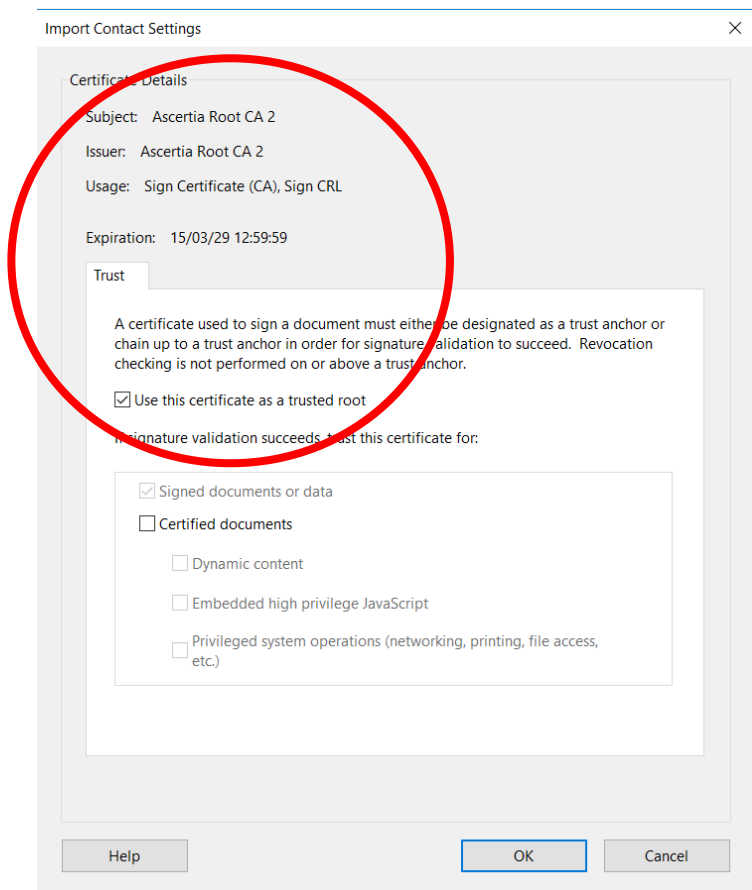 Import Contact Settings
Certificate Details
Subject: Ascertia Root CA 2
Issuer: Ascertia Root CA 2
Usage: Sign Certificate (CA), Sign CRL
Expiration: 15/03/29 12:59:59
Trust
A certificate used to sign a document must either be designated as a trust anchor or
chain up to a trust anchor in order for signature validation to succeed. Revocation
checking is not performed on or above a trust anchor.
Use this certificate as a trusted root
If signature validation succeeds, trust this certificate for:
Signed documents or data
Certified documents
Dynamic content
Embedded high privilege JavaScript
Privileged system operations (networking, printing, file access,
etc.)
Help
OK
Cancel